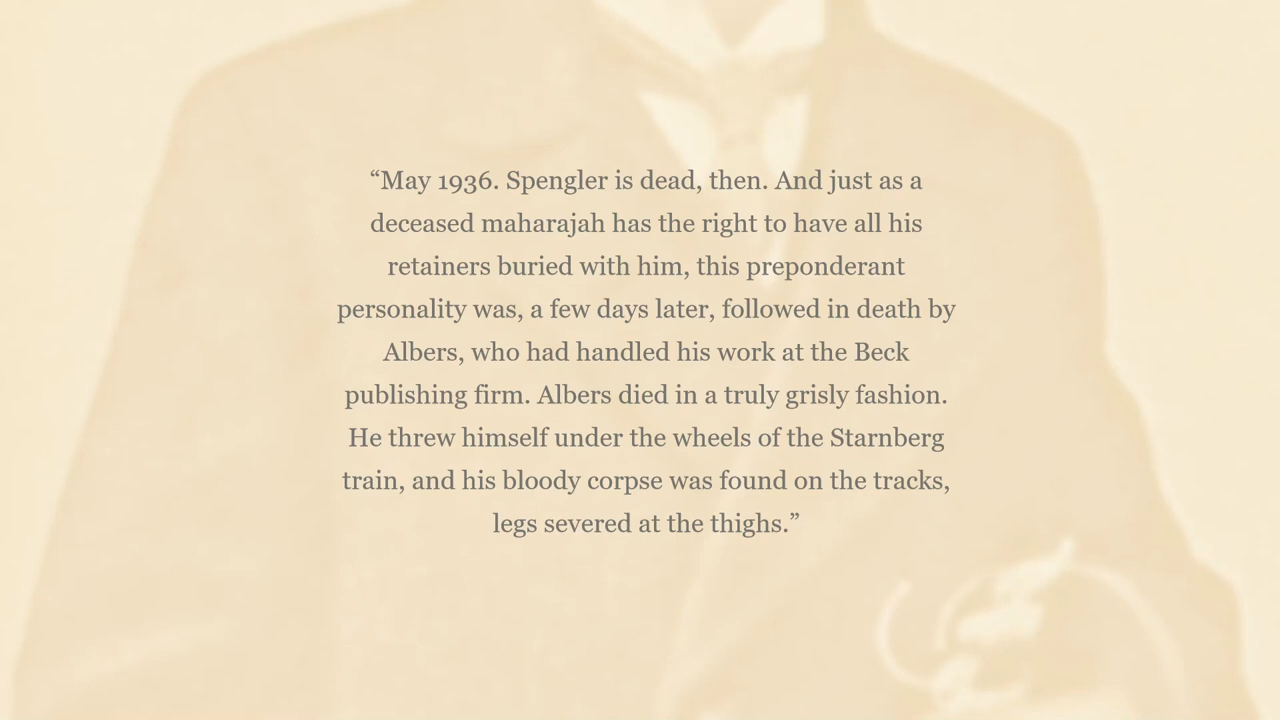 “May 1936. Spengler is dead, then. And just as a
deceased maharajah has the right to have all his
retainers buried with him, this preponderant
personality was, a few days later, followed in death by
Albers, who had handled his work at the Beck
publishing firm. Albers died in a truly grisly fashion.
He threw himself under the wheels of the Starnberg
train, and his bloody corpse was found on the tracks,
legs severed at the thighs.”